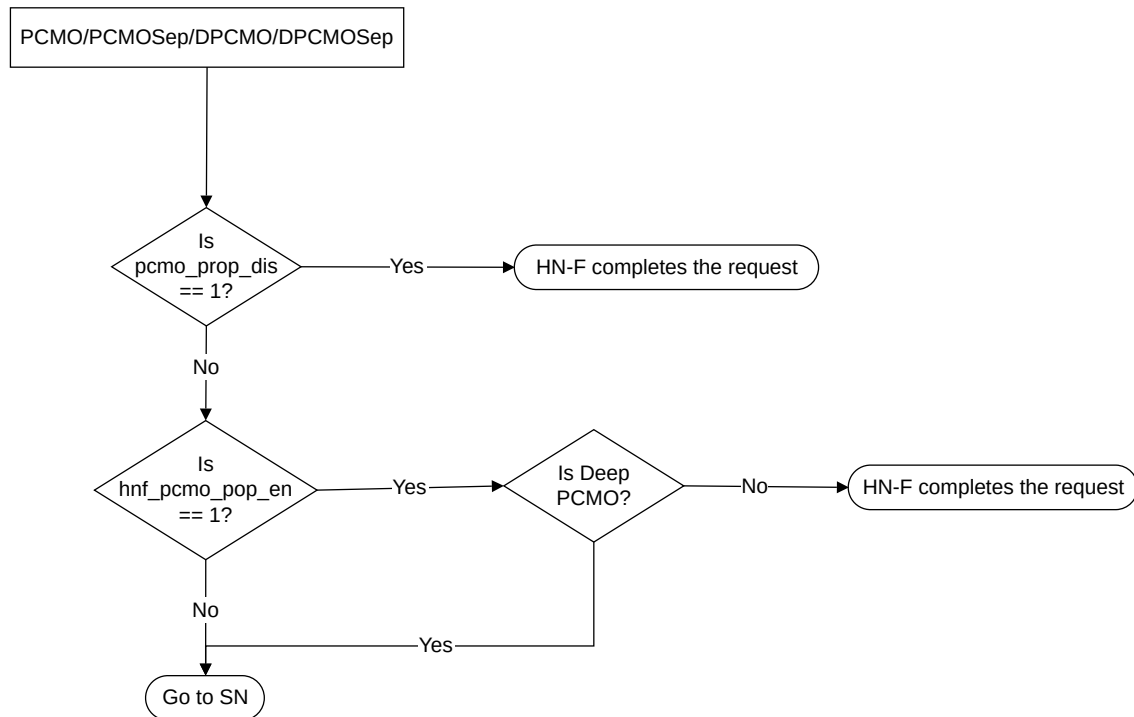 PCMO/PCMOSep/DPCMO/DPCMOSep
Is
pcmo_prop_dis
== 1?
Yes
HN-F completes the request
No
Is
hnf_pcmo_pop_en
== 1?
Yes
Is Deep
PCMO?
No
HN-F completes the request
No
Yes
Go to SN